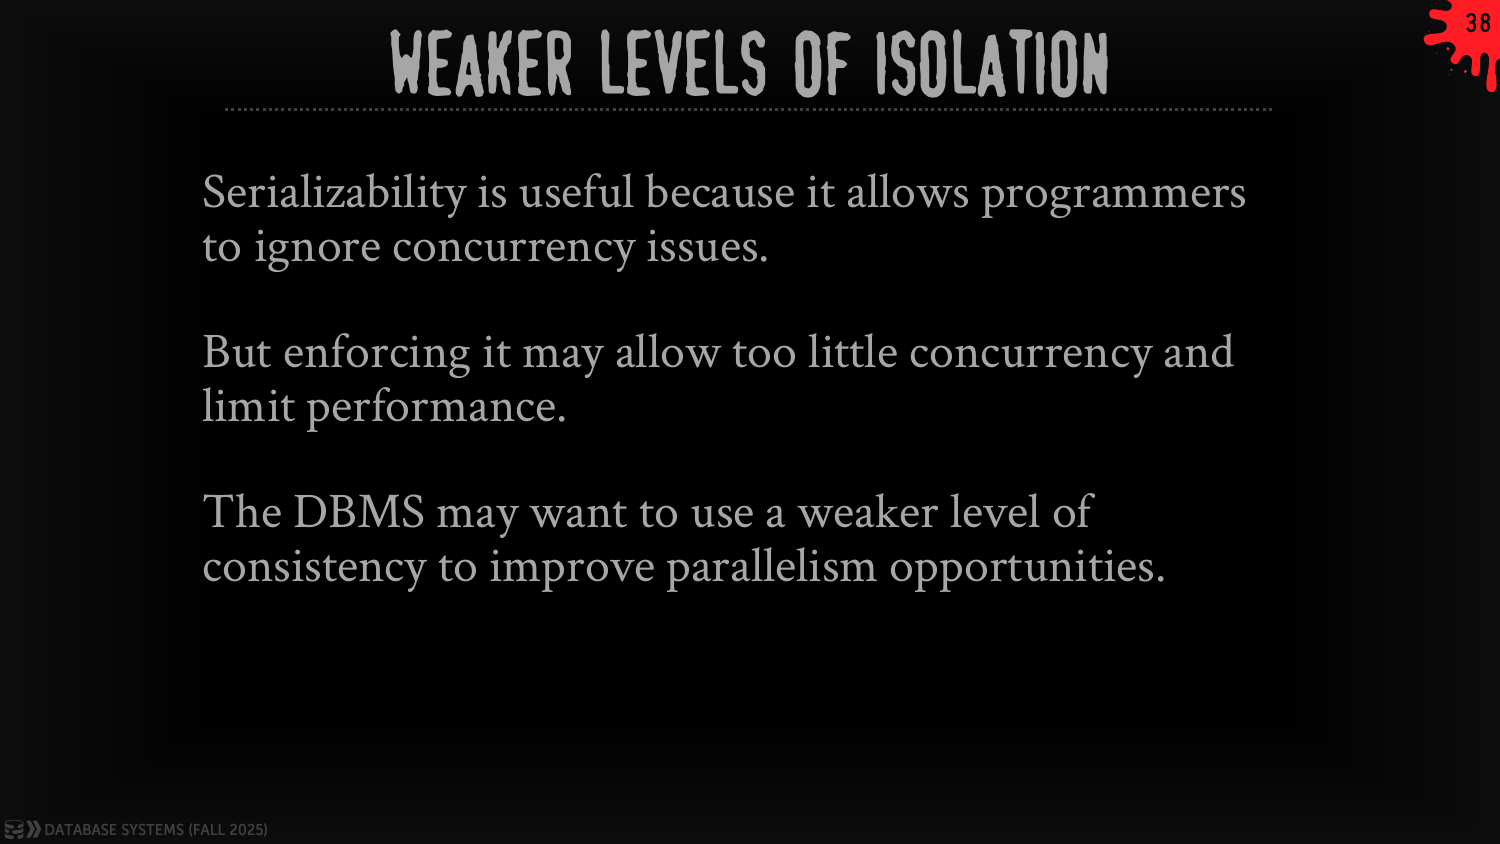 38
WEAKER LEVELS OF ISOLATION
Serializability is useful because it allows programmers
to ignore concurrency issues.
But enforcing it may allow too little concurrency and
limit performance.
The DBMS may want to use a weaker level of
consistency to improve parallelism opportunities.
DATABASE SYSTEMS (FALL 2025)